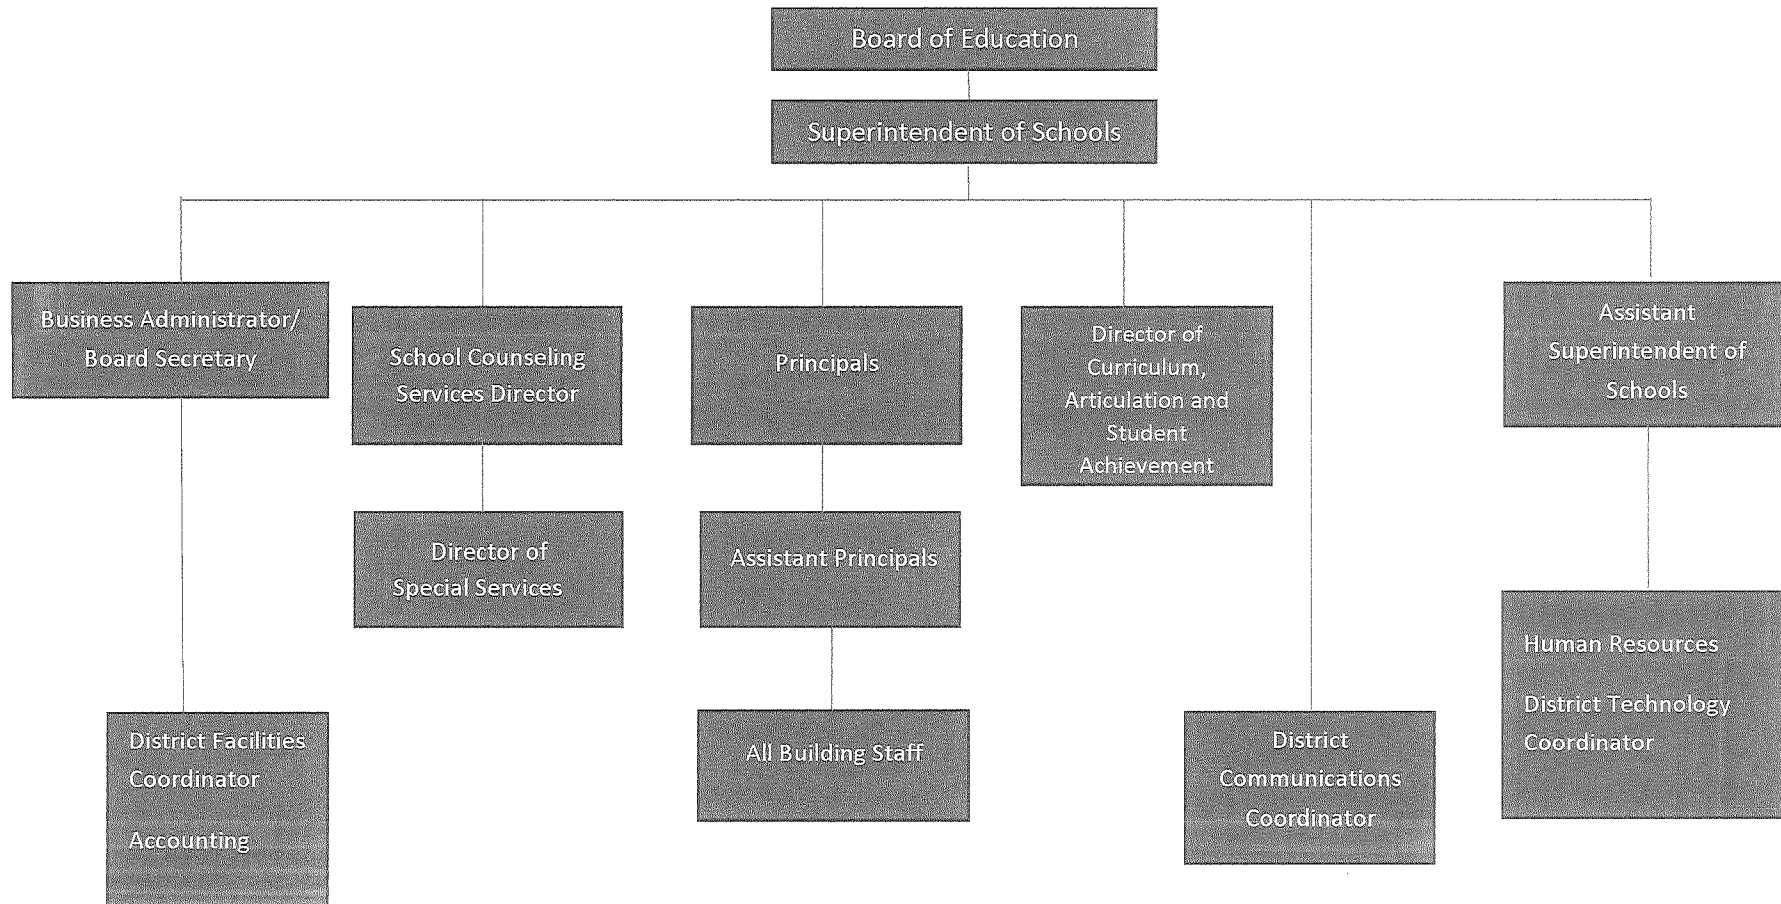 Board of Education
Superintendent of Schools
Business Administrator/
Board Secretary
School Counseling
Services Director
Principals
Director of
Curriculum,
Articulation and
Student
Achievement
Assistant
Superintendent of
Schools
Director of
Special Services
Assistant Principals
Human Resources
District Technology
Coordinator
District Facilities
Coordinator
Accounting
All Building Staff
District
Communications
Coordinator